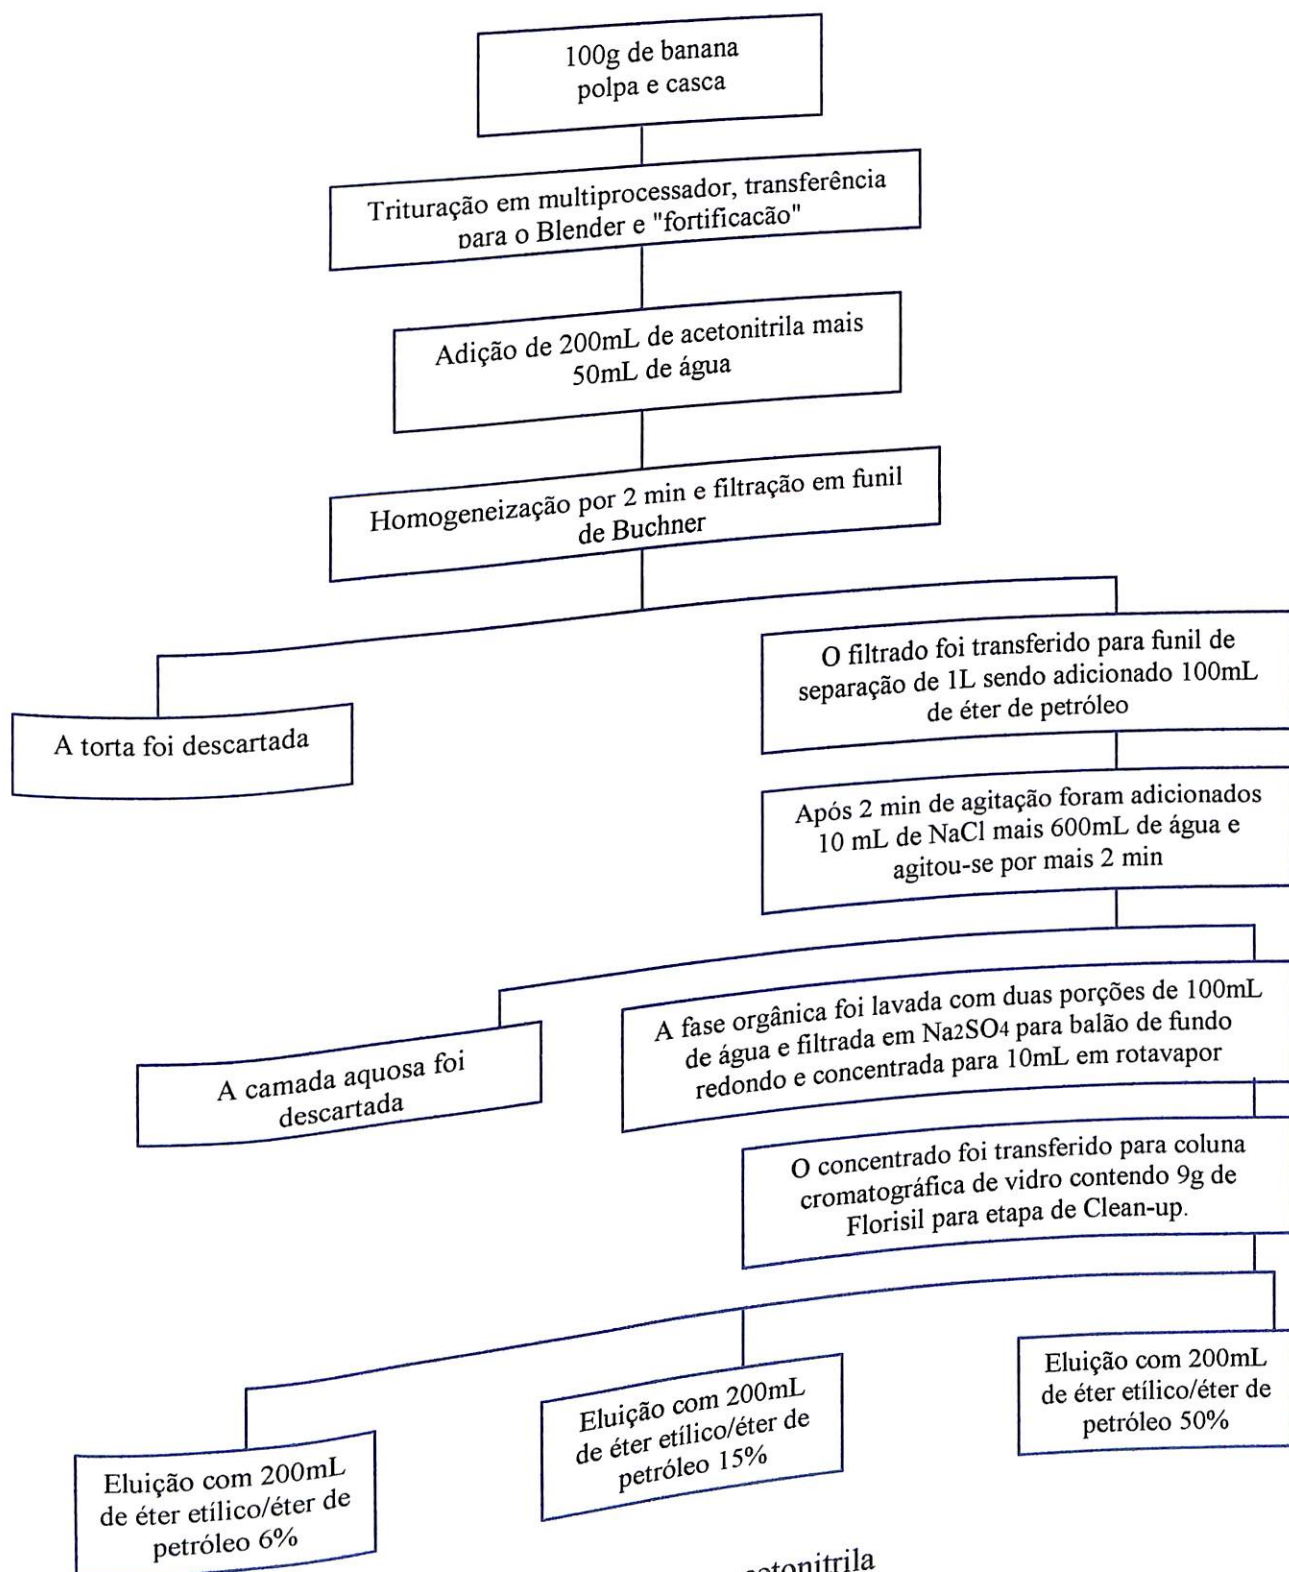 100g de banana
polpa e casca
Trituração em multiprocessador, transferência
para o Blender e "fortificacão"
Adição de 200mL de acetonitrila mais
50mL de água
Homogeneização por 2 min e filtração em funil
de Buchner
O filtrado foi transferido para funil de
separação de 1L sendo adicionado 100mL
de éter de petróleo
A torta foi descartada
Após 2 min de agitação foram adicionados
10 mL de NaCl mais 600mL de água e
agitou-se por mais 2 min
A fase orgânica foi lavada com duas porções de 100mL
de água e filtrada em Na2SO4 para balão de fundo
redondo e concentrada para 10mL em rotavapor
A camada aquosa foi
descartada
O concentrado foi transferido para coluna
cromatográfica de vidro contendo 9g de
Florisil para etapa de Clean-up.
Eluição com 200mL
de éter etílico/éter de
petróleo 6%
Eluição com 200mL
de éter etílico/éter de
petróleo 15%
Eluição com 200mL
de éter etílico/éter de
petróleo 50%